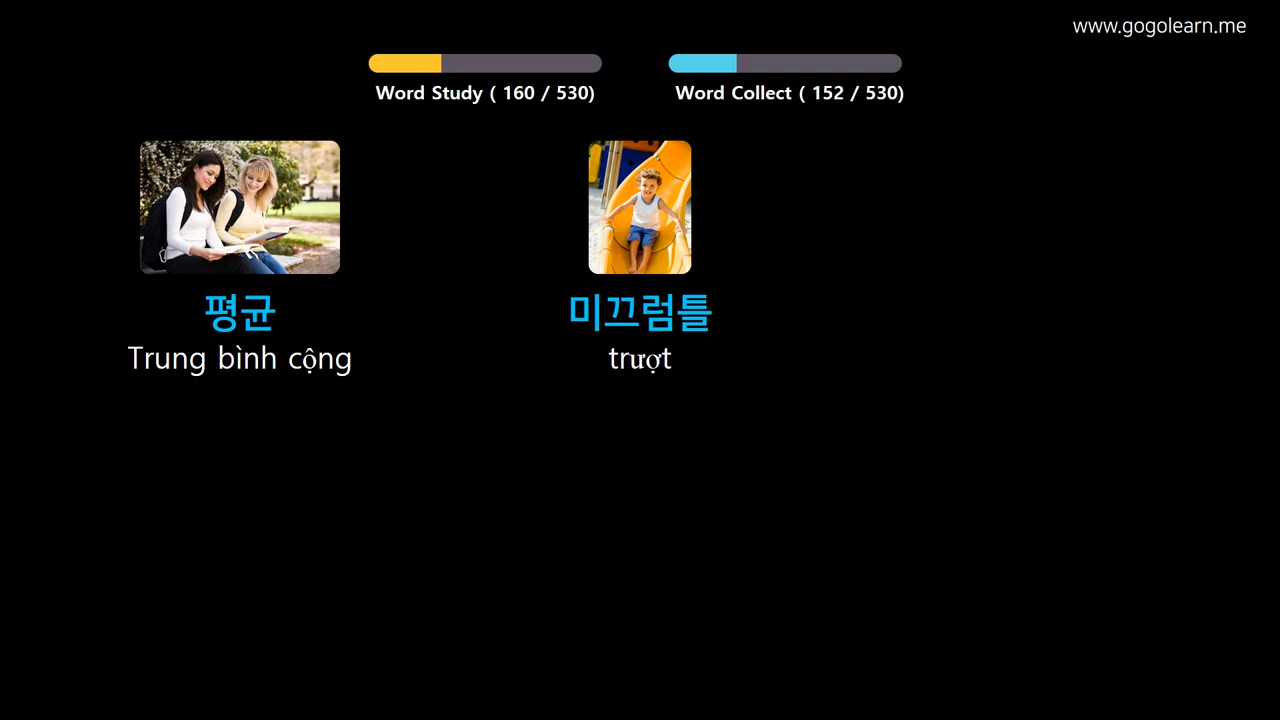 www.gogolearn.me
Word Study ( 160 / 530)
Word Collect ( 152 / 530)
평균
Trung bình cộng
미끄럼틀
trượt